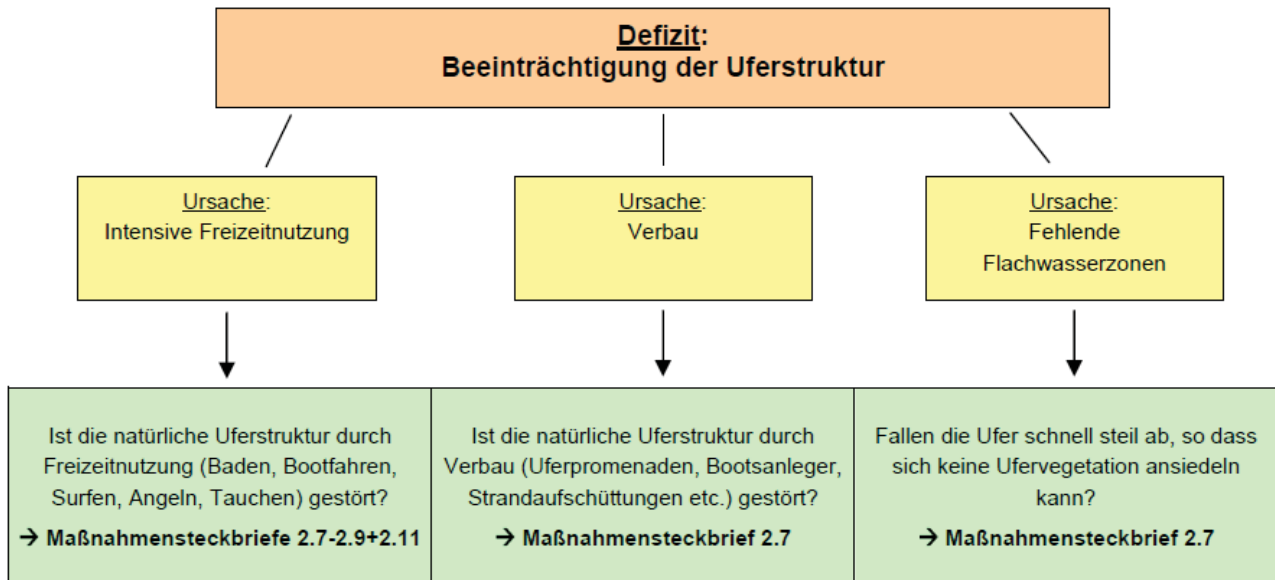 Defizit:
Beeinträchtigung der Uferstruktur
Ursache:
Intensive Freizeitnutzung
Ursache:
Verbau
Ursache:
Fehlende
Flachwasserzonen
Ist die natürliche Uferstruktur durch
Freizeitnutzung (Baden, Bootfahren,
Surfen, Angeln, Tauchen) gestört?
→ Maßnahmensteckbriefe 2.7-2.9+2.11
Ist die natürliche Uferstruktur durch
Verbau (Uferpromenaden, Bootsanleger,
Strandaufschüttungen etc.) gestört?
→ Maßnahmensteckbrief 2.7
Fallen die Ufer schnell steil ab, so dass
sich keine Ufervegetation ansiedeln
kann?
→ Maßnahmensteckbrief 2.7